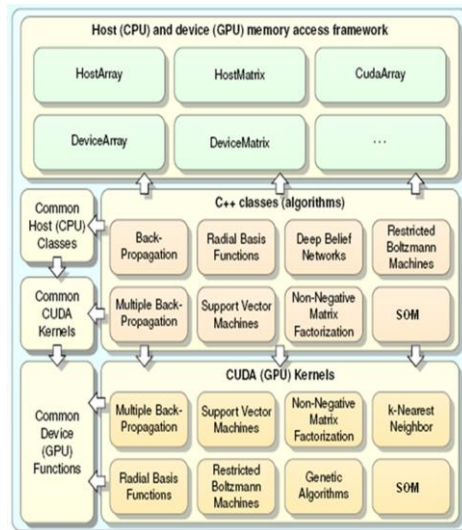 Host (CPU) and device (GPU) memory access framework
HostArray
HostMatrix
CudaArray
DeviceArray
DeviceMatrix
...
Common
Host (CPU)
Classes
Common
CUDA
Kernels
Common
Device
(GPU)
Functions
C++ classes (algorithms)
Back-
Propagation
Radial Basis
Functions
Deep Belief
Networks
Restricted
Boltzmann
Machines
Multiple Back-
Propagation
Support Vector
Machines
Non-Negative
Matrix
Factorization
SOM
CUDA (GPU) Kernels
Multiple Back-
Propagation
Support Vector
Machines
Non-Negative
Matrix
Factorization
k-Nearest
Neighbor
Radial Basis
Functions
Restricted
Boltzmann
Machines
Genetic
Algorithms
SOM